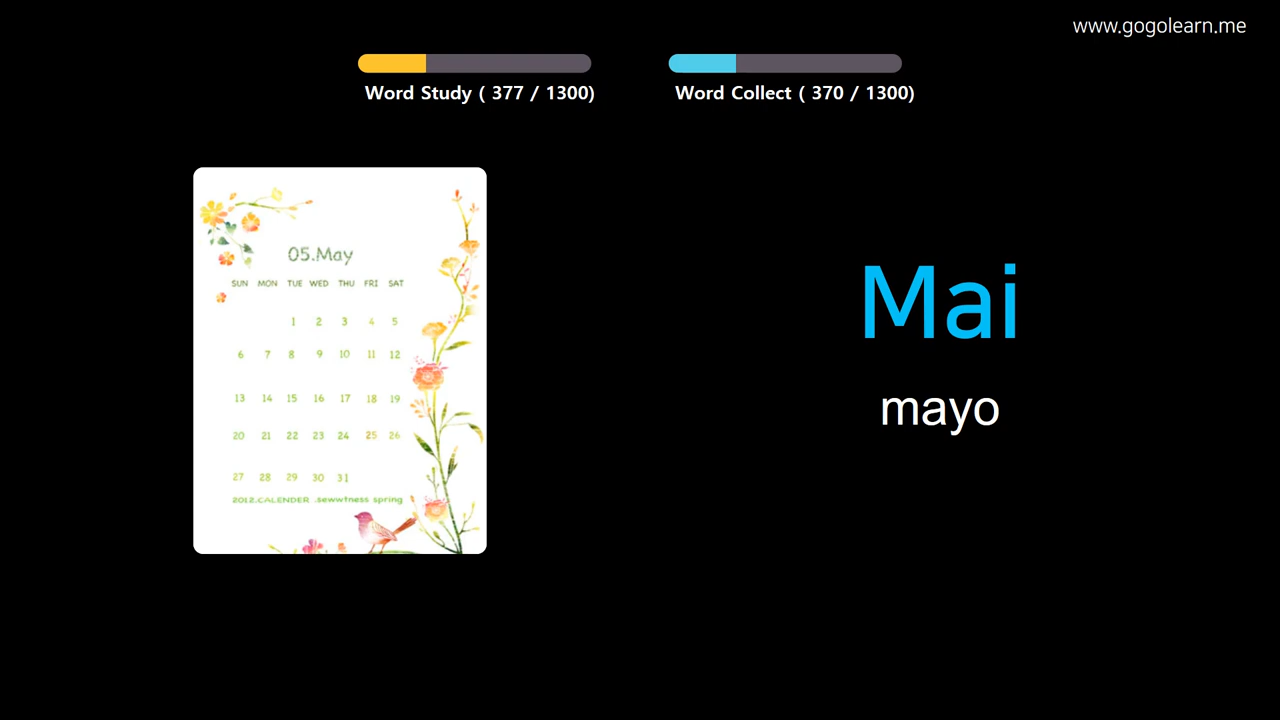 www.gogolearn.me
Word Study ( 377 / 1300)
Word Collect ( 370 / 1300)
05.May
SUN MON TUE WED THU FRI SAT
1 2 3 4 5
6 7 8 9 10 11 12
13 14 15 16 17 18 19
20 21 22 23 24 25 26
27 28 29 30 31
2012.CALENDER .sewwtness spring
Mai
mayo